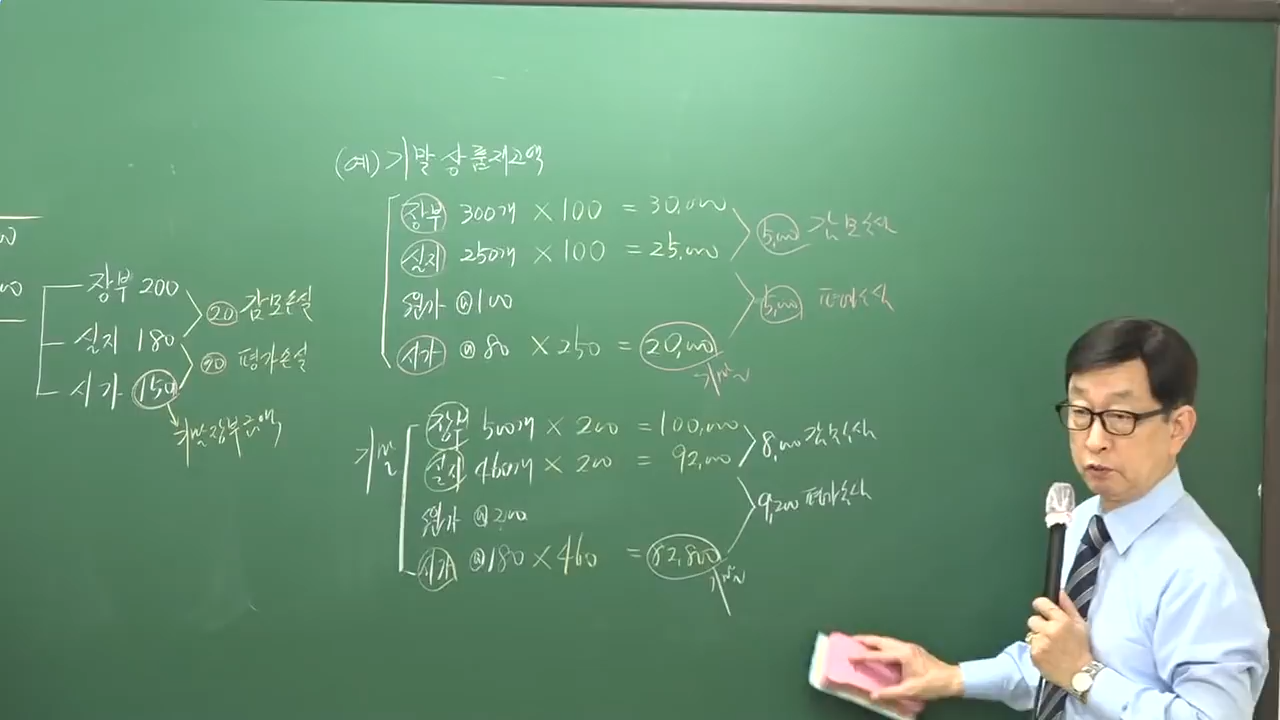 장부 200
실지 180
시가 150
20 감모손실
30 평가손실
기말장부금액
(예) 기말상품재고액
장부 300개 × 100 = 30,000
실지 250개 × 100 = 25,000
원가 @100
시가 @80 × 250 = 20,000
5,000 감모손실
5,000 평가손실
기말
기말
장부 500개 × 200 = 100,000
실지 460개 × 200 = 92,000
원가 @200
시가 @180 × 460 = 82,800
8,000 감모손실
9,200 평가손실
기말